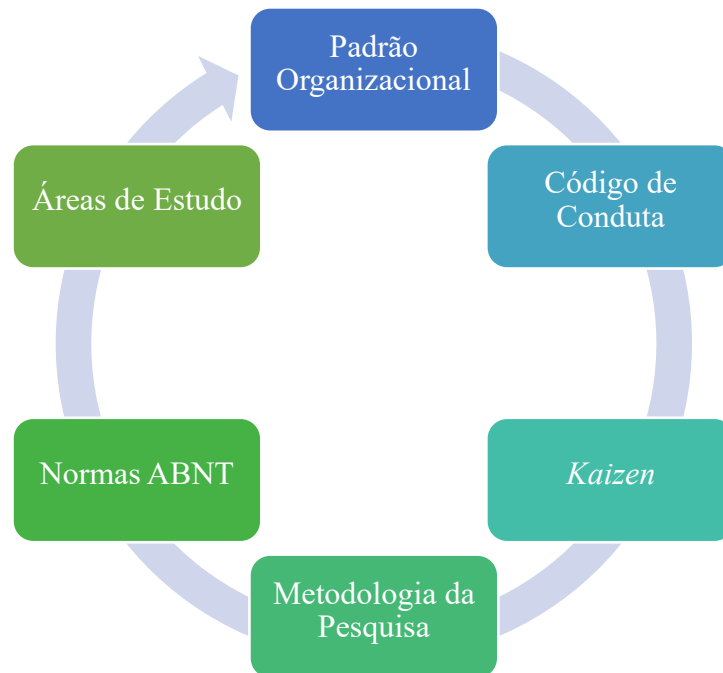 Padrão
Organizacional
Código de
Conduta
Kaizen
Metodologia da
Pesquisa
Normas ABNT
Áreas de Estudo